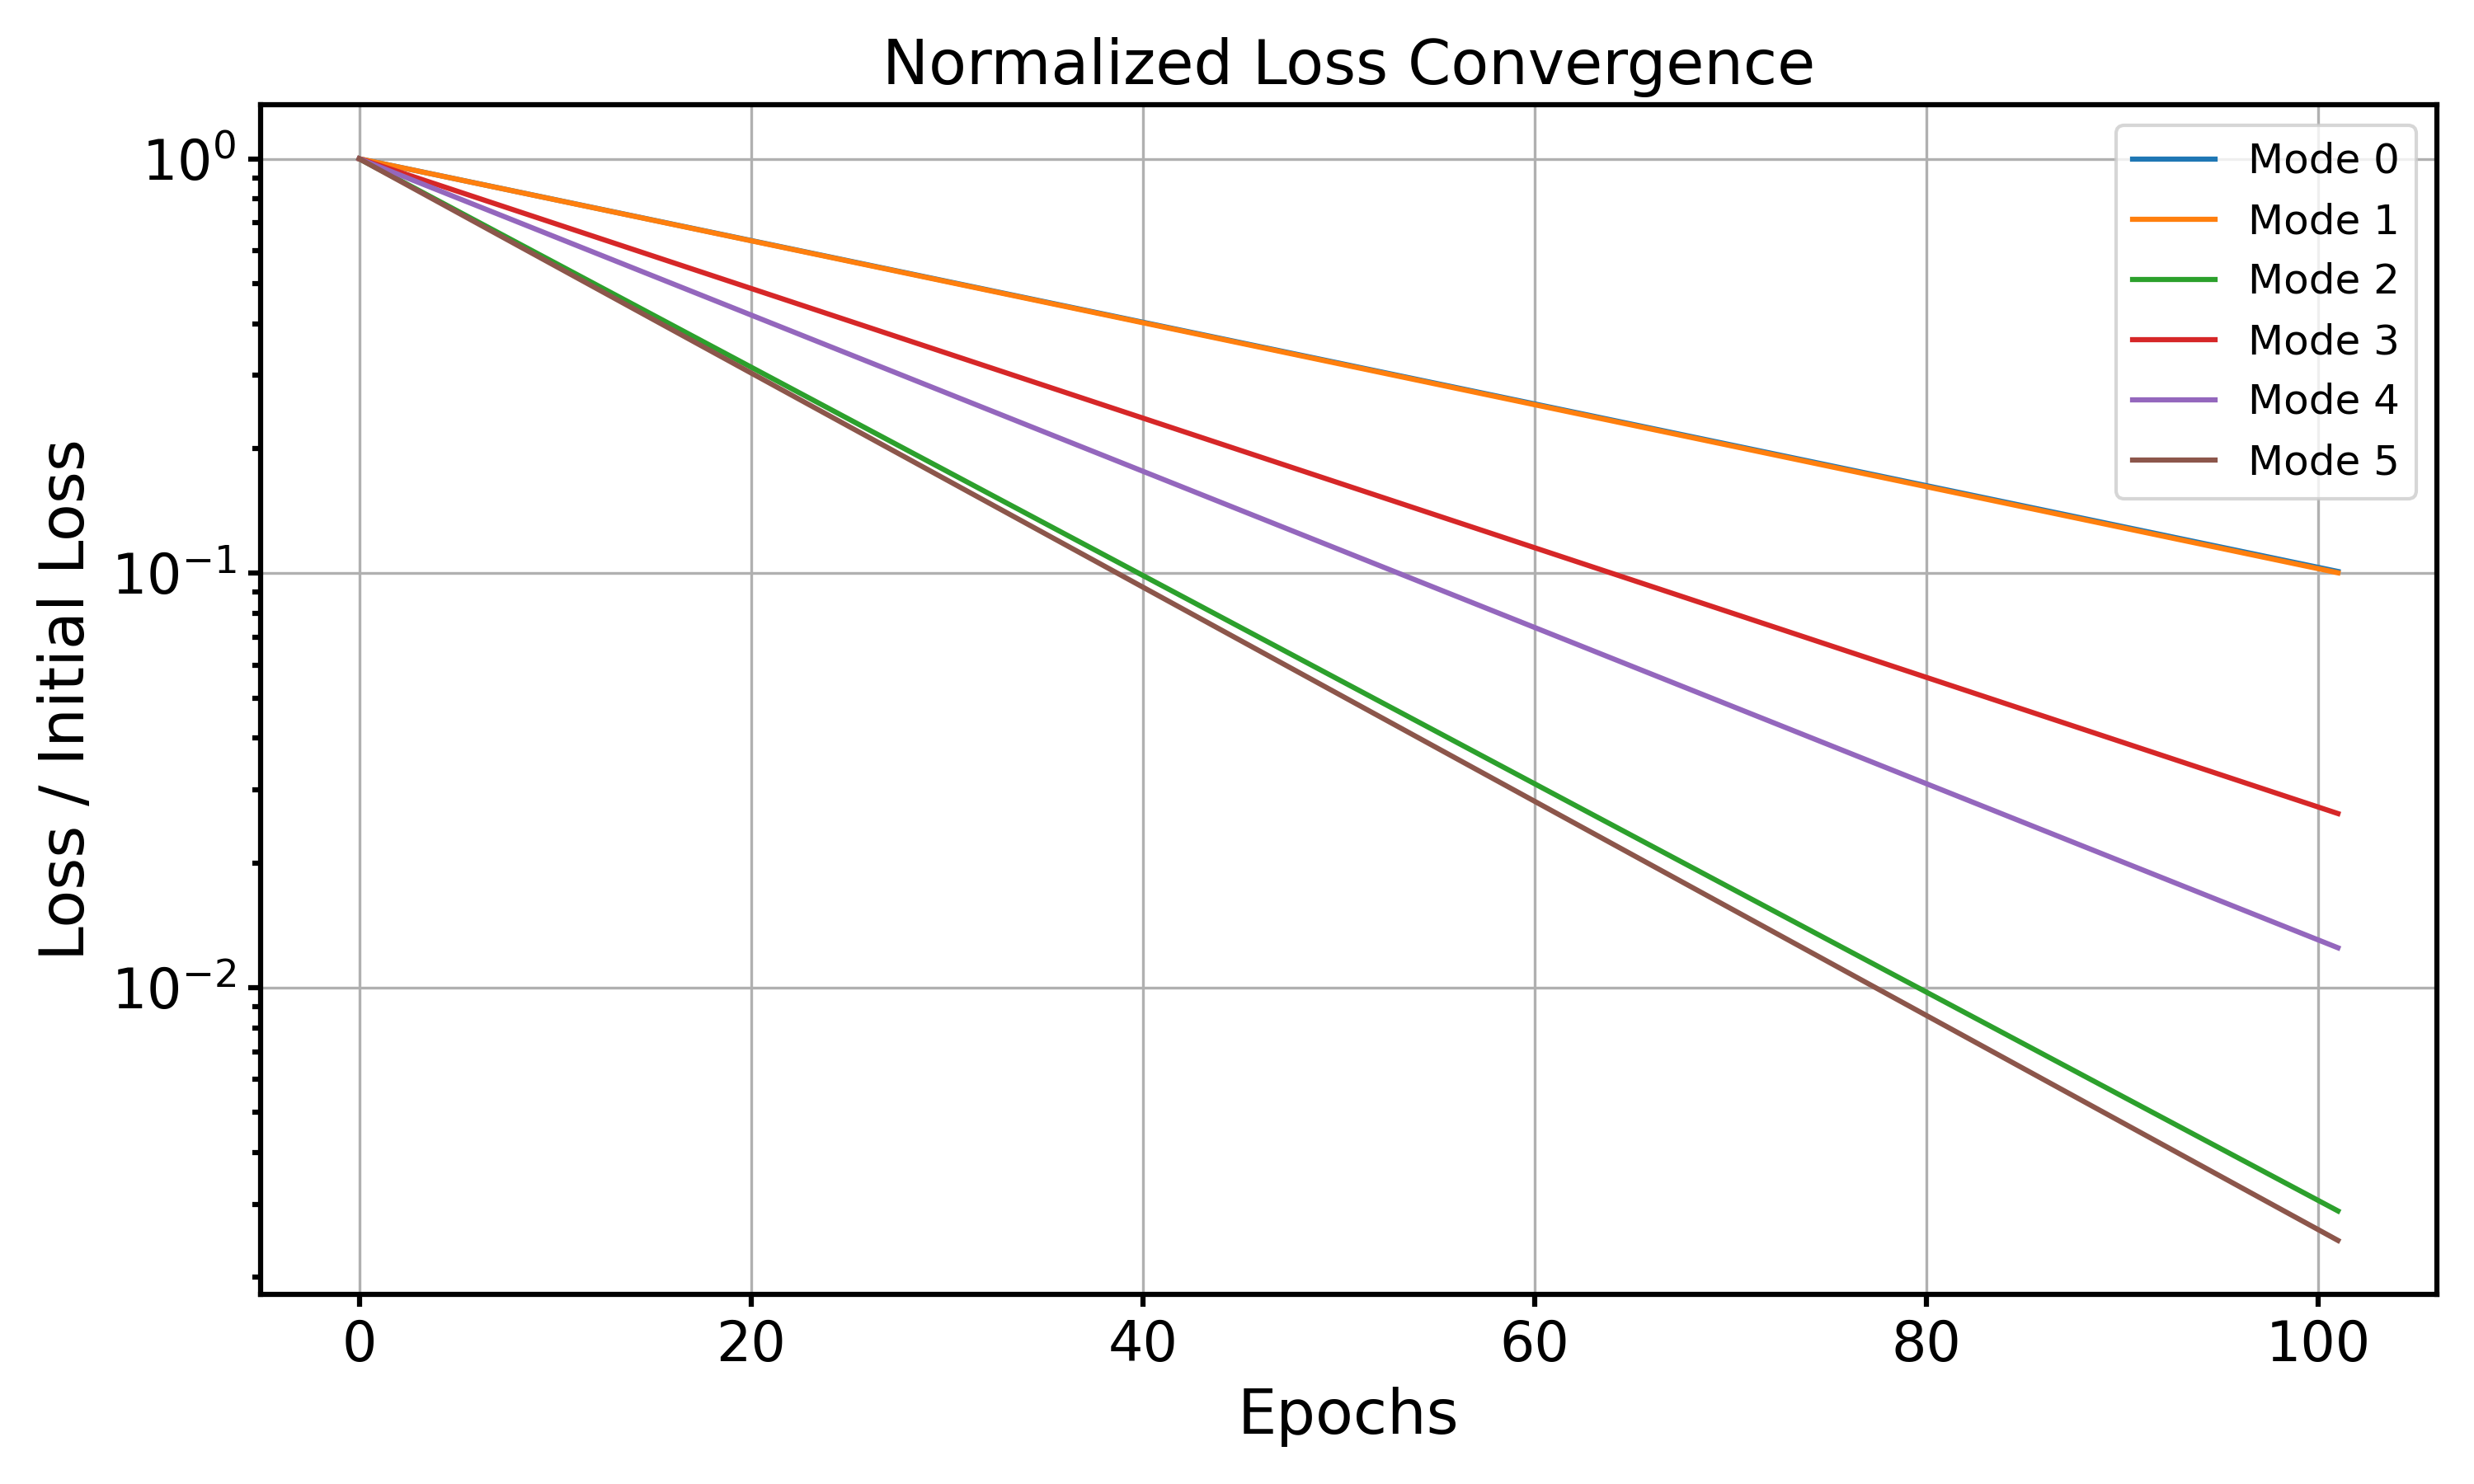 Normalized Loss Convergence
Loss / Initial Loss
10⁰
10⁻¹
10⁻²
Mode 0
Mode 1
Mode 2
Mode 3
Mode 4
Mode 5
0 20 40 60 80 100
Epochs